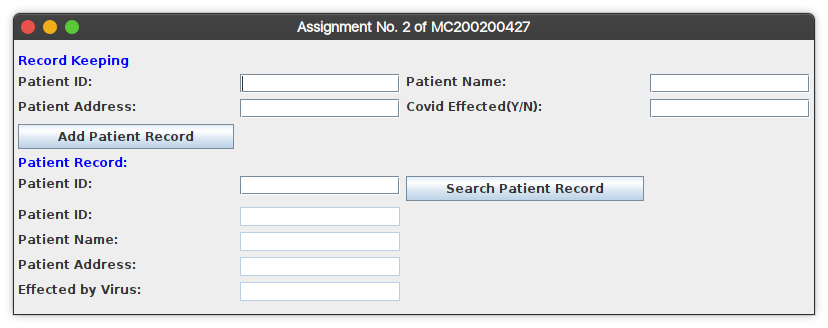 Assignment No. 2 of MC200200427
Record Keeping
Patient ID: Patient Name:
Patient Address: Covid Effected(Y/N):
Add Patient Record
Patient Record:
Patient ID: Search Patient Record
Patient ID:
Patient Name:
Patient Address:
Effected by Virus: